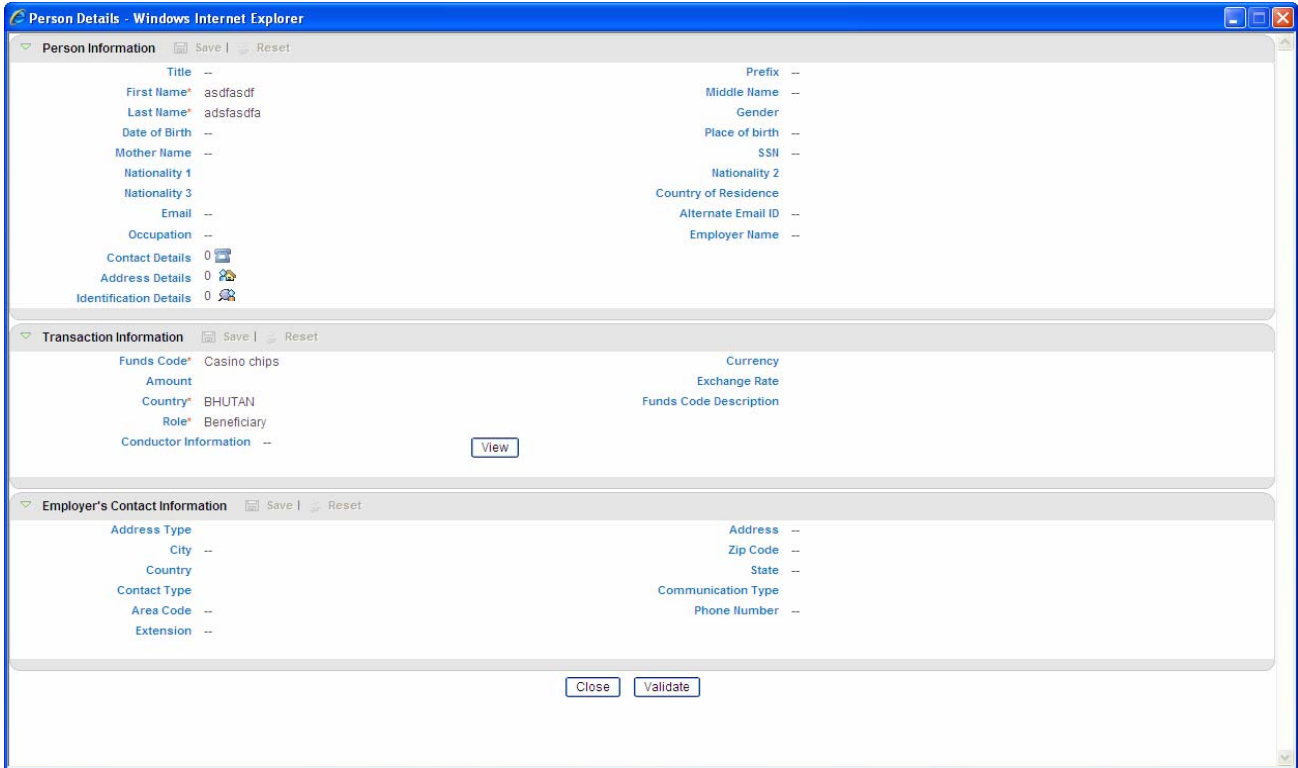 Person Details - Windows Internet Explorer
Person Information Save | Reset
Title -- Prefix --
First Name* asdfasdf Middle Name --
Last Name* adsfasdfa Gender
Date of Birth -- Place of birth --
Mother Name -- SSN --
Nationality 1 Nationality 2
Nationality 3 Country of Residence
Email -- Alternate Email ID --
Occupation -- Employer Name --
Contact Details 0
Address Details 0
Identification Details 0
Transaction Information Save | Reset
Funds Code* Casino chips Currency
Amount Exchange Rate
Country* BHUTAN Funds Code Description
Role* Beneficiary
Conductor Information -- View
Employer's Contact Information Save | Reset
Address Type Address --
City -- Zip Code --
Country State --
Contact Type Communication Type
Area Code -- Phone Number --
Extension --
Close Validate